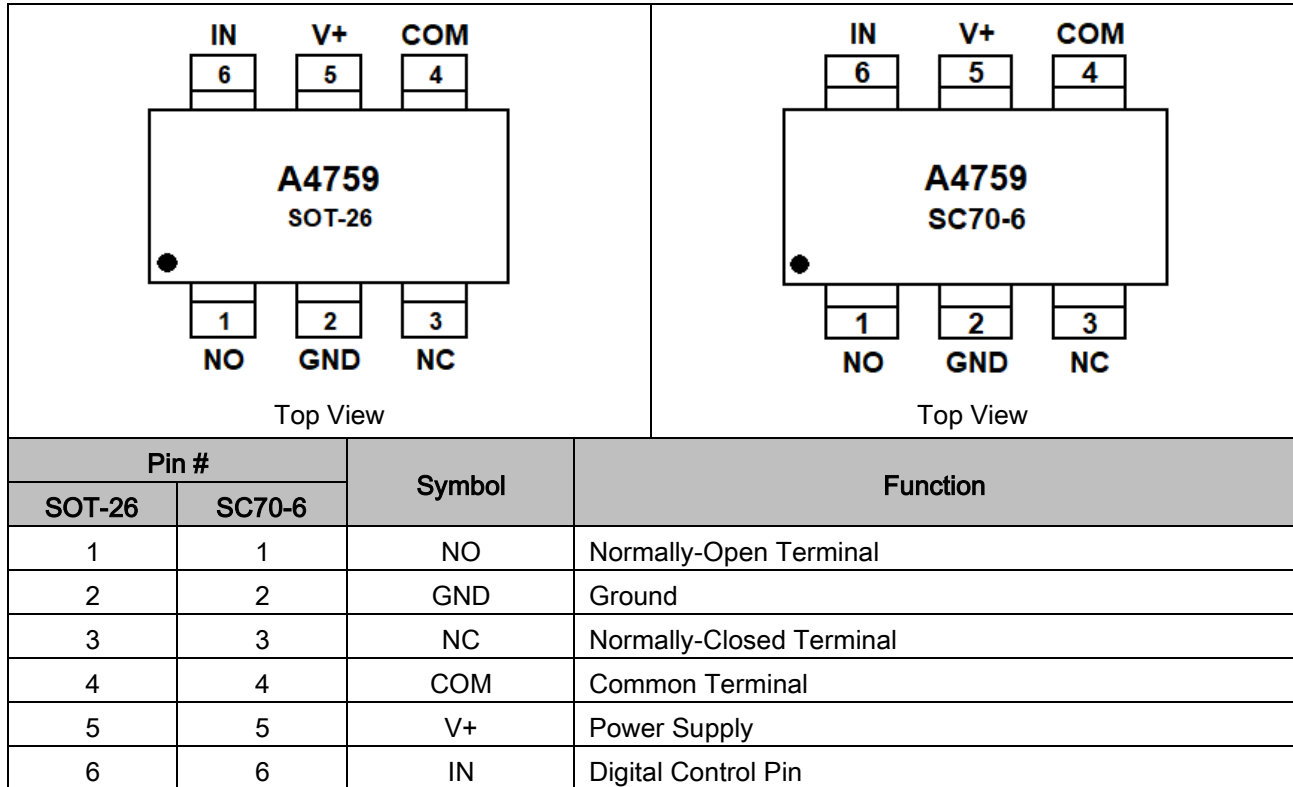 IN V+ COM
6 5 4
A4759
SOT-26
1 2 3
NO GND NC
Top View
IN V+ COM
6 5 4
A4759
SC70-6
1 2 3
NO GND NC
Top View
Pin # Symbol Function
SOT-26 SC70-6
1 1 NO Normally-Open Terminal
2 2 GND Ground
3 3 NC Normally-Closed Terminal
4 4 COM Common Terminal
5 5 V+ Power Supply
6 6 IN Digital Control Pin